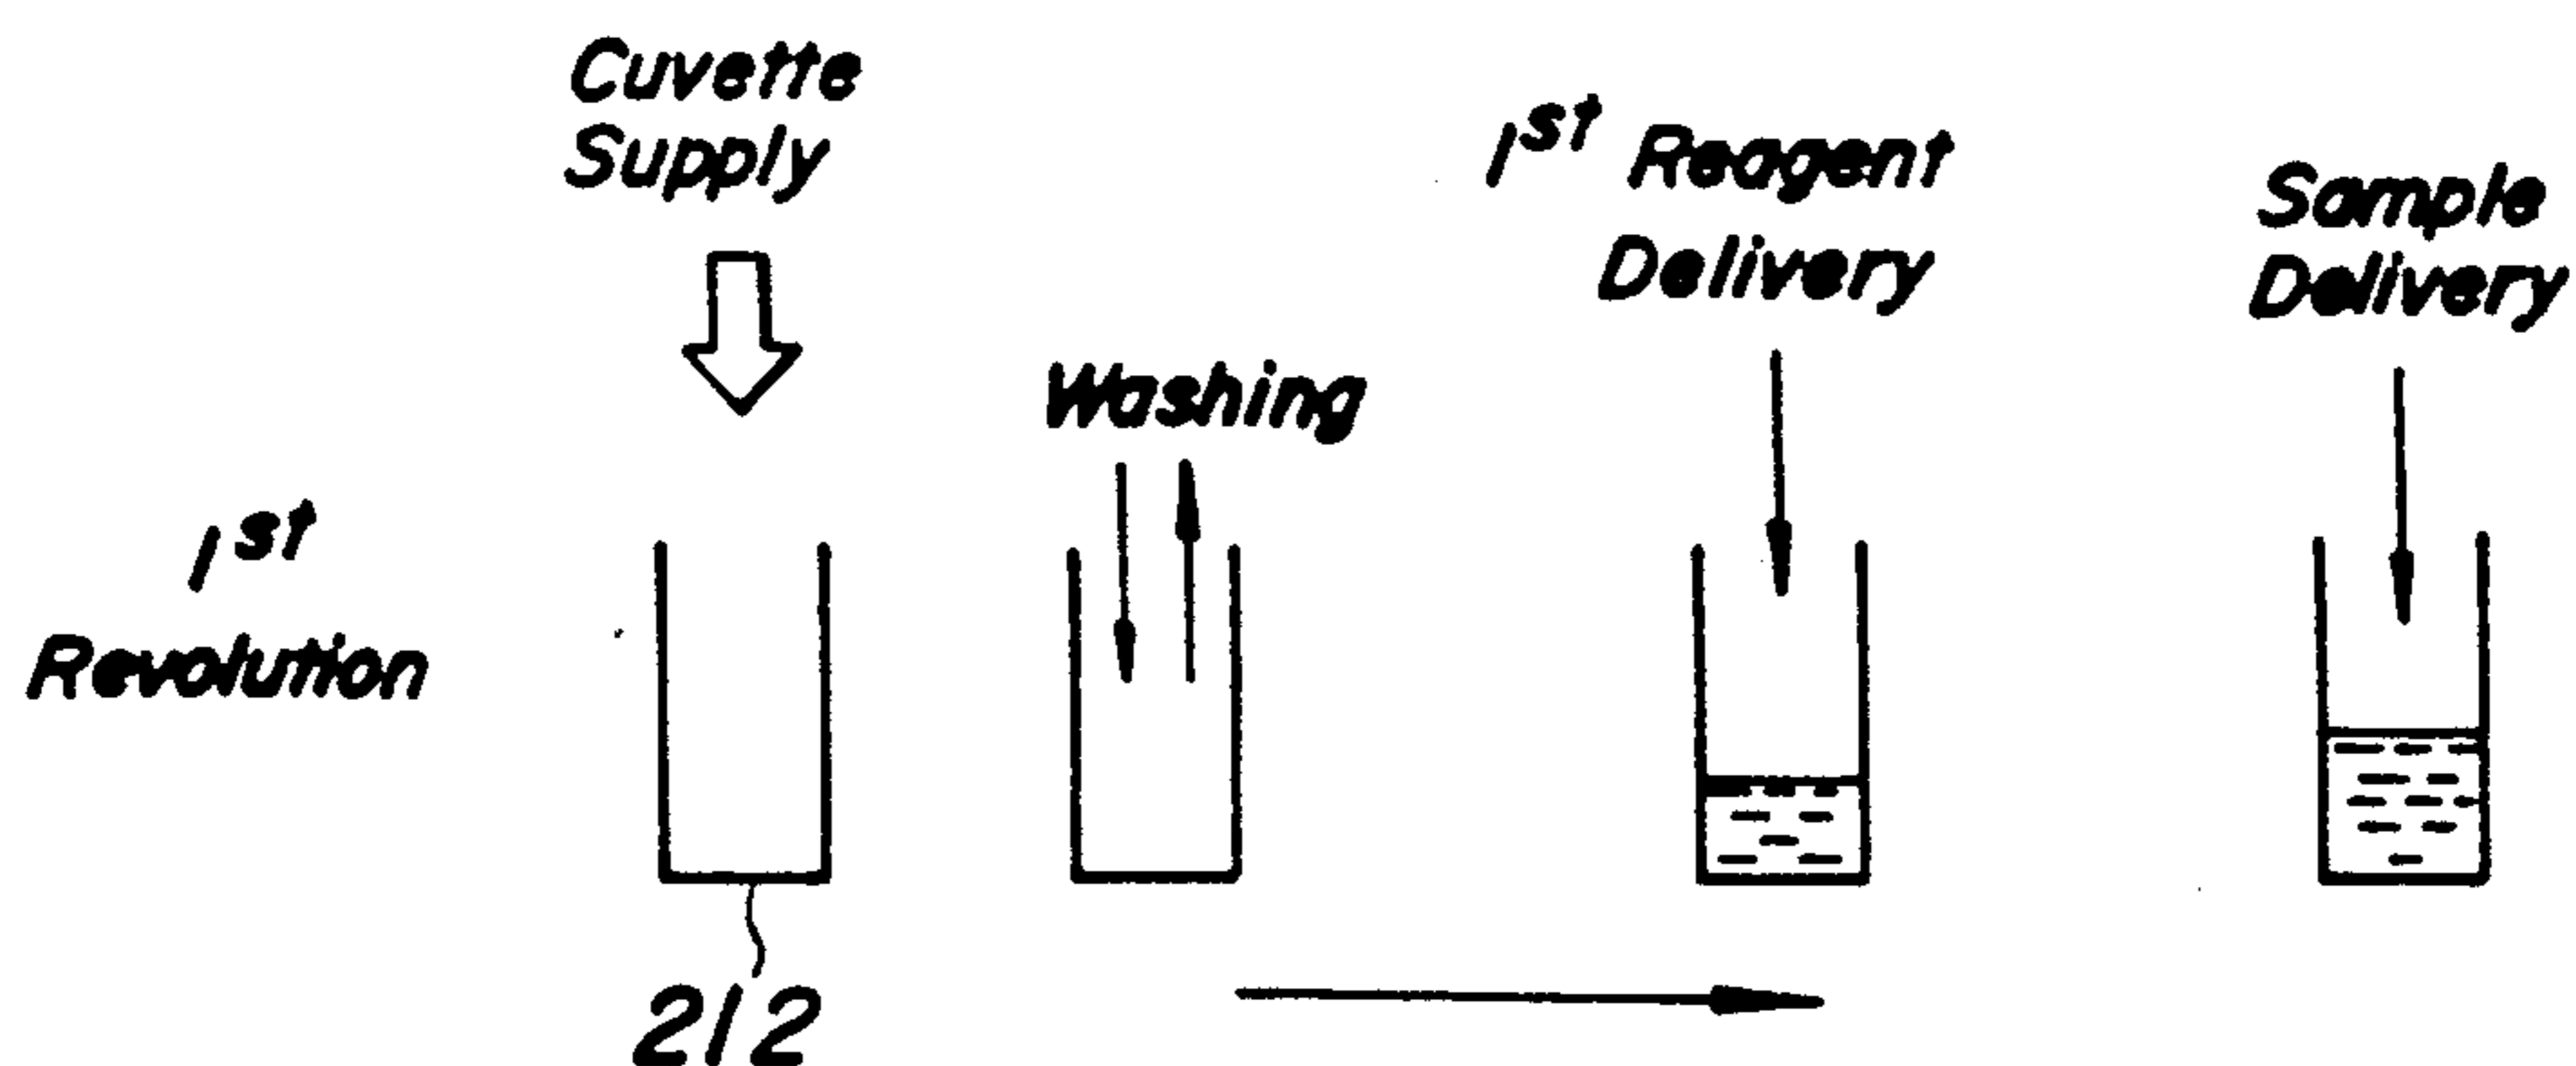 Cuvette
Supply
1st Reagent
Delivery
Sample
Delivery
Washing
1st
Revolution
212